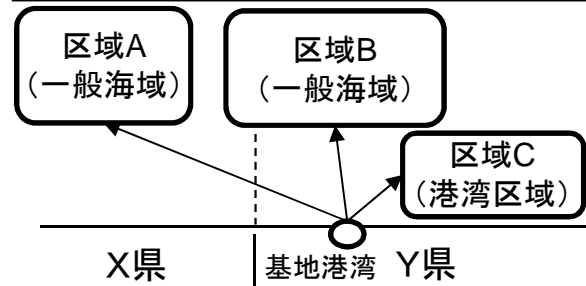 区域A
（一般海域）
区域B
（一般海域）
区域C
（港湾区域）
X県
基地港湾
Y県